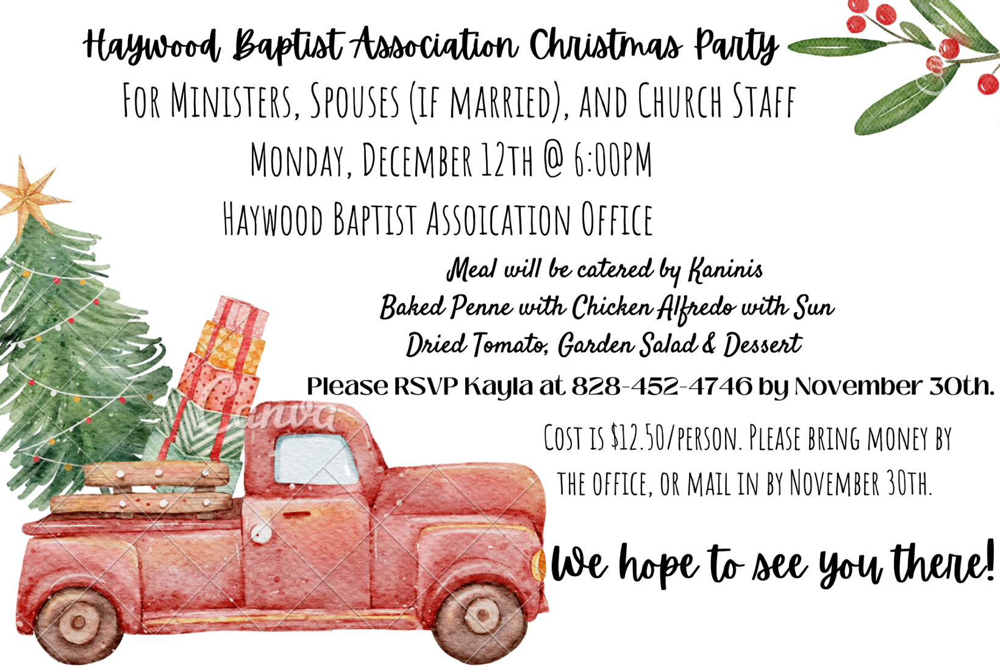 Haywood Baptist Association Christmas Party
For Ministers, Spouses (if married), and Church Staff
Monday, December 12th @ 6:00PM
Haywood Baptist Assoication Office
Meal will be catered by Kaninis
Baked Penne with Chicken Alfredo with Sun
Dried Tomato, Garden Salad & Dessert
Please RSVP Kayla at 828-452-4746 by November 30th.
Canva
Cost is $12.50/person. Please bring money by
the office, or mail in by November 30th.
We hope to see you there!